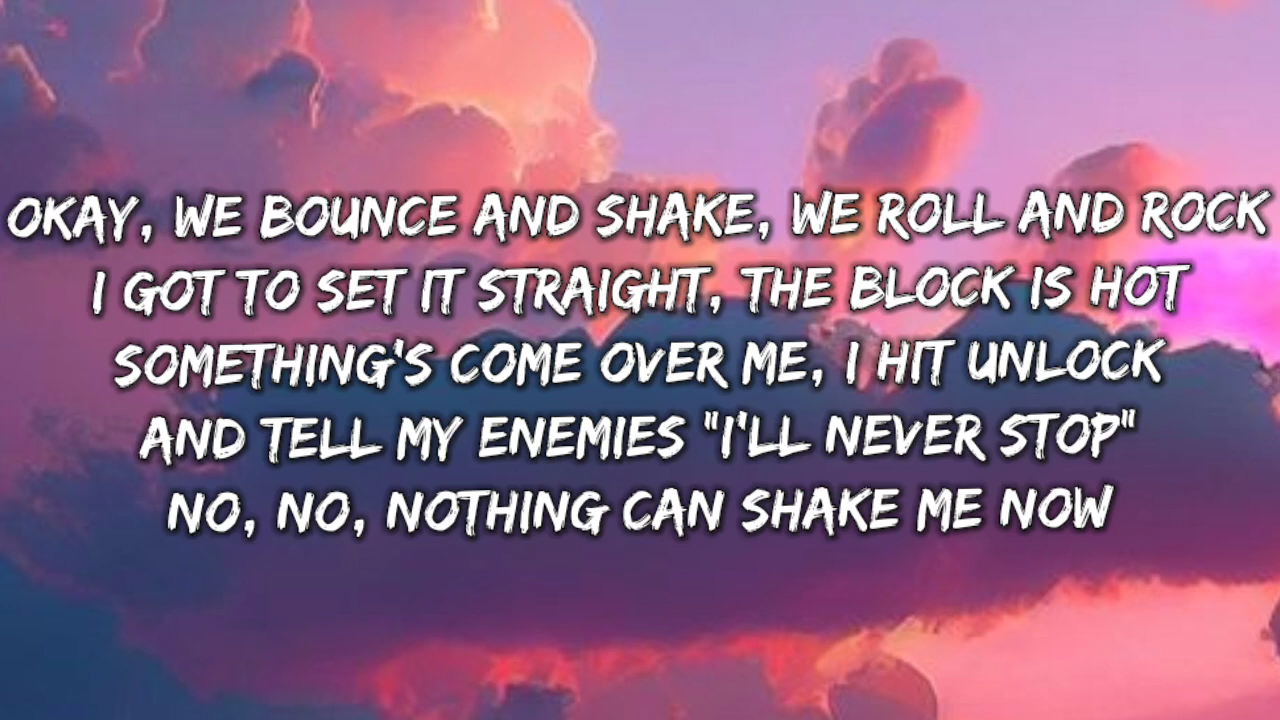 OKAY, WE BOUNCE AND SHAKE, WE ROLL AND ROCK
I GOT TO SET IT STRAIGHT, THE BLOCK IS HOT
SOMETHING'S COME OVER ME, I HIT UNLOCK
AND TELL MY ENEMIES "I'LL NEVER STOP"
NO, NO, NOTHING CAN SHAKE ME NOW